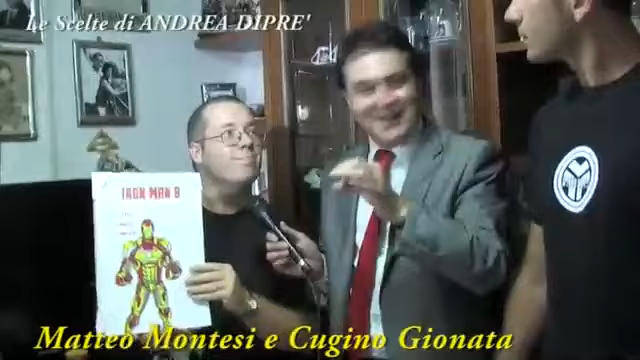 Le Scelte di ANDREA DIPRE'
IRON MAN 8
Matteo Montesi e Cugino Gionata